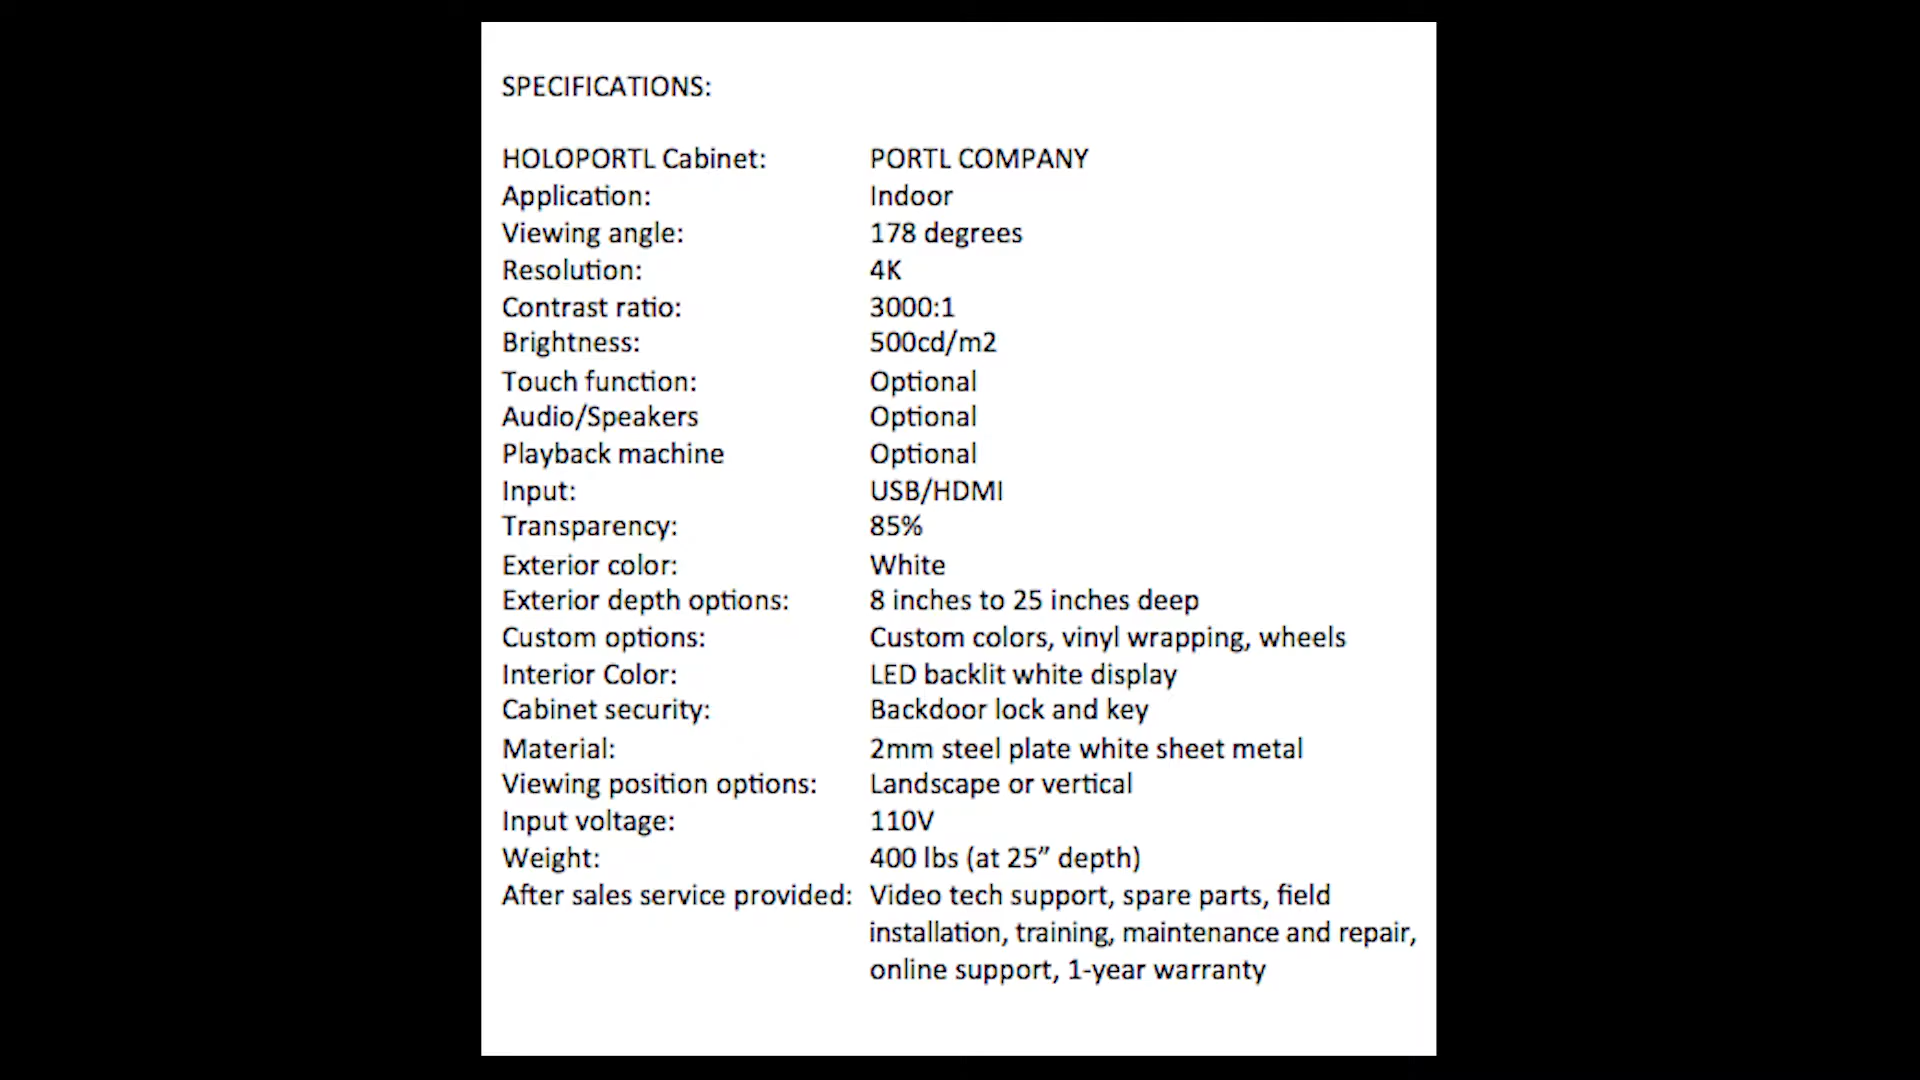 SPECIFICATIONS:
HOLOPORTL Cabinet: PORTL COMPANY
Application: Indoor
Viewing angle: 178 degrees
Resolution: 4K
Contrast ratio: 3000:1
Brightness: 500cd/m2
Touch function: Optional
Audio/Speakers Optional
Playback machine Optional
Input: USB/HDMI
Transparency: 85%
Exterior color: White
Exterior depth options: 8 inches to 25 inches deep
Custom options: Custom colors, vinyl wrapping, wheels
Interior Color: LED backlit white display
Cabinet security: Backdoor lock and key
Material: 2mm steel plate white sheet metal
Viewing position options: Landscape or vertical
Input voltage: 110V
Weight: 400 lbs (at 25” depth)
After sales service provided: Video tech support, spare parts, field
installation, training, maintenance and repair,
online support, 1-year warranty